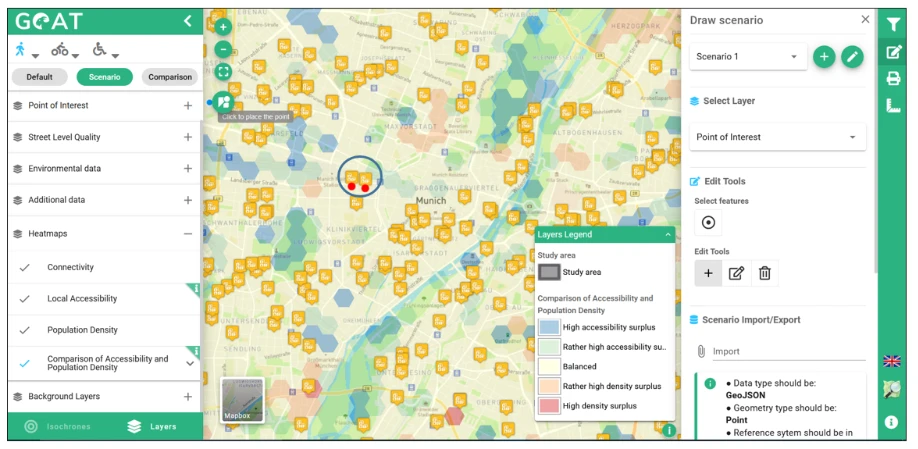 GOAT
Default
Scenario
Comparison
Point of Interest
Street Level Quality
Environmental data
Additional data
Heatmaps
Connectivity
Local Accessibility
Population Density
Comparison of Accessibility and
Population Density
Background Layers
Isochrones
Layers
Click to place the point
HERZOGPARK
MAXVORSTADT
ALTBOGENHAUSEN
GRAGGENAUERVIERTEL
Munich
Mapbox
Layers Legend
Study area
Study area
Comparison of Accessibility and
Population Density
High accessibility surplus
Rather high accessibility su..
Balanced
Rather high density surplus
High density surplus
Draw scenario
Scenario 1
Select Layer
Point of Interest
Edit Tools
Select features
Edit Tools
Scenario Import/Export
Import
• Data type should be:
GeoJSON
• Geometry type should be:
Point
• Reference sytem should be in